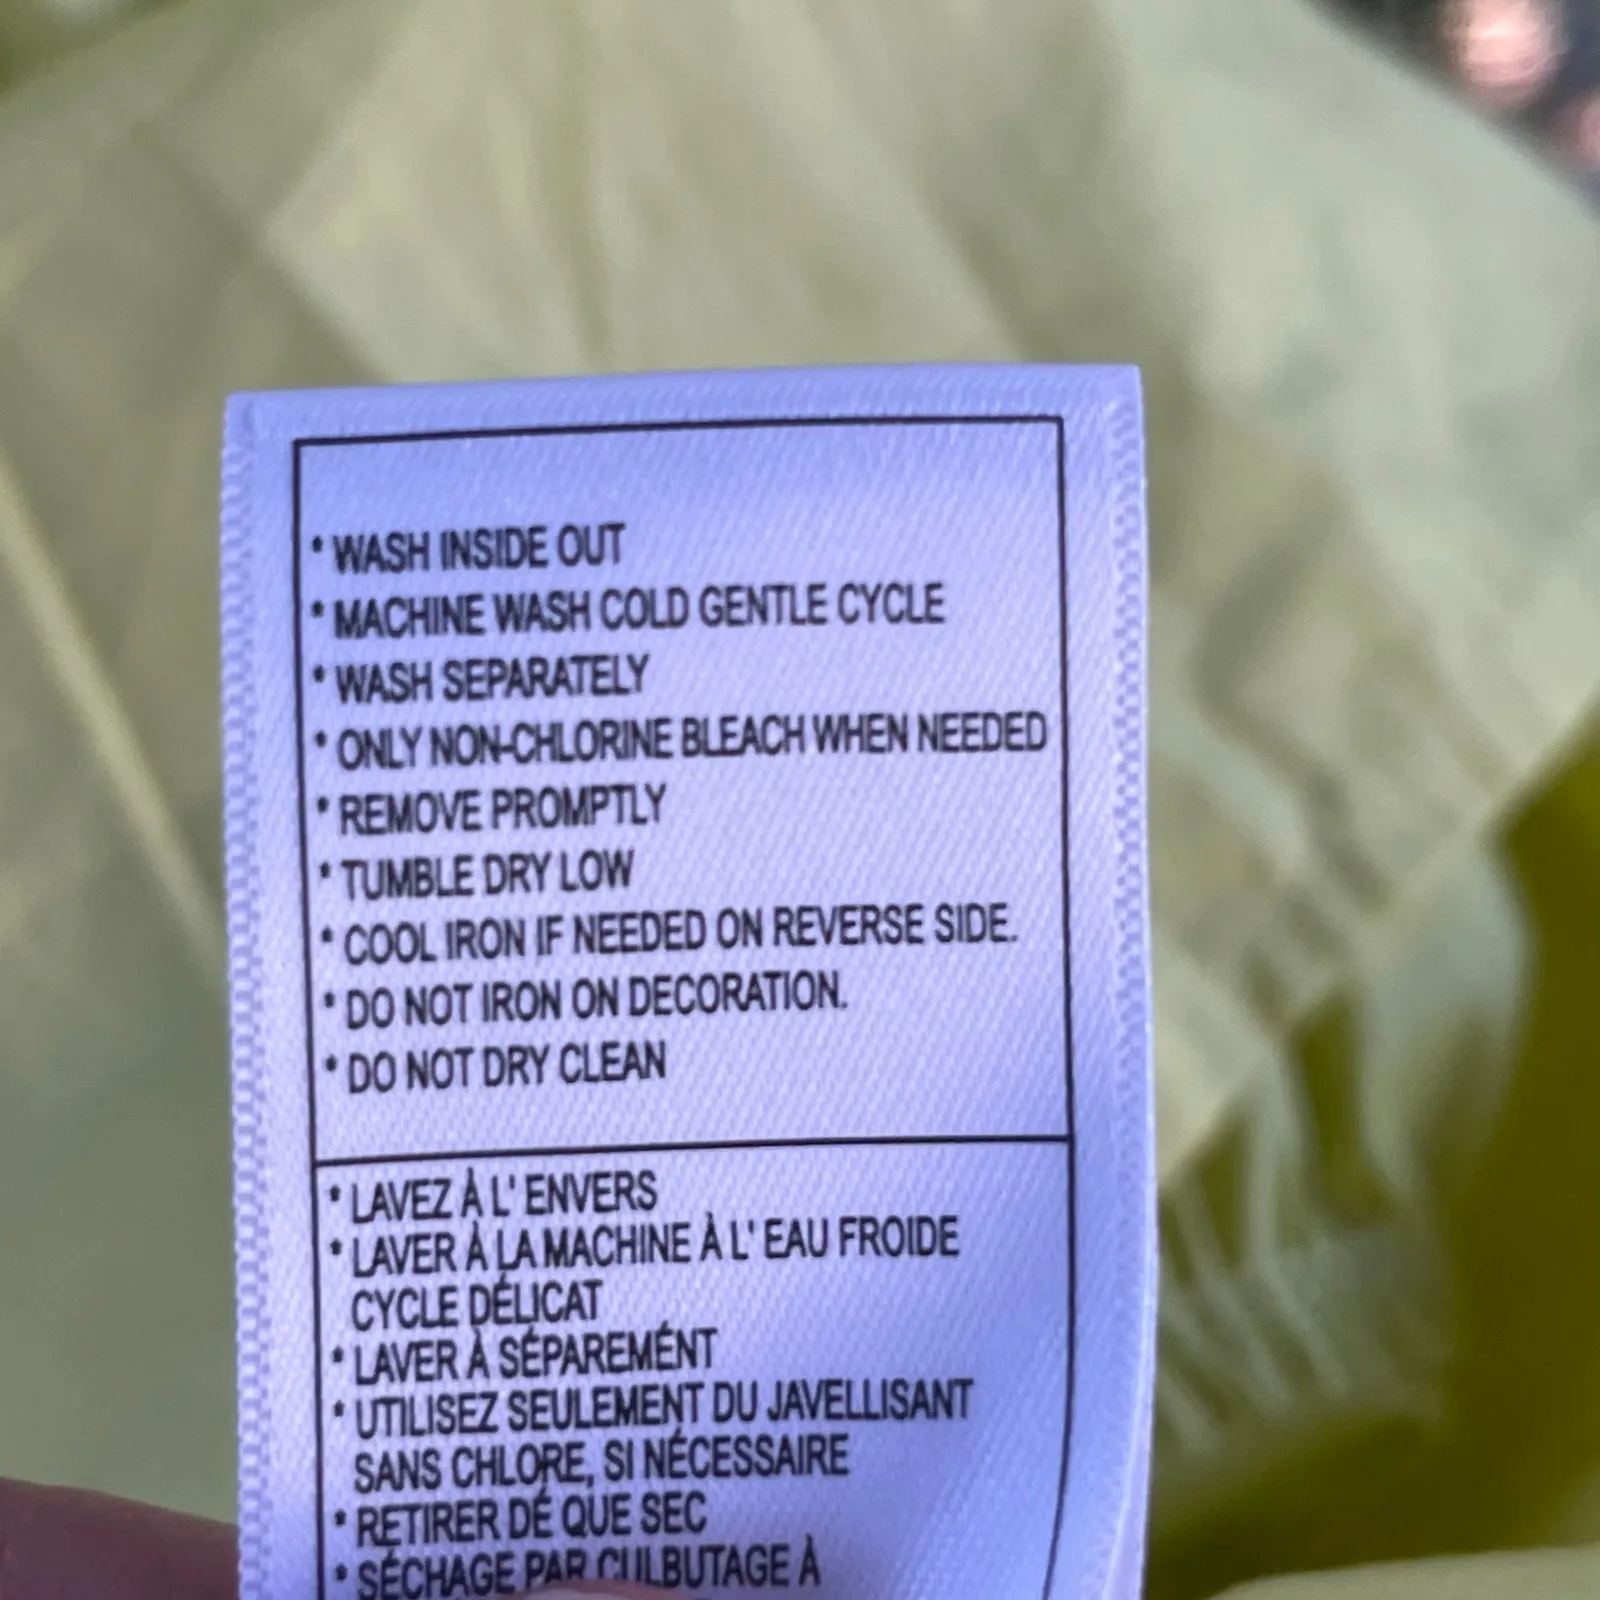 * WASH INSIDE OUT
* MACHINE WASH COLD GENTLE CYCLE
* WASH SEPARATELY
* ONLY NON-CHLORINE BLEACH WHEN NEEDED
* REMOVE PROMPTLY
* TUMBLE DRY LOW
* COOL IRON IF NEEDED ON REVERSE SIDE.
* DO NOT IRON ON DECORATION.
* DO NOT DRY CLEAN
* LAVEZ À L' ENVERS
* LAVER À LA MACHINE À L' EAU FROIDE
CYCLE DÉLICAT
* LAVER À SÉPAREMÉNT
* UTILISEZ SEULEMENT DU JAVELLISANT
SANS CHLORE, SI NÉCESSAIRE
* RETIRER DÉ QUE SEC
* SÉCHAGE PAR CULBUTAGE À